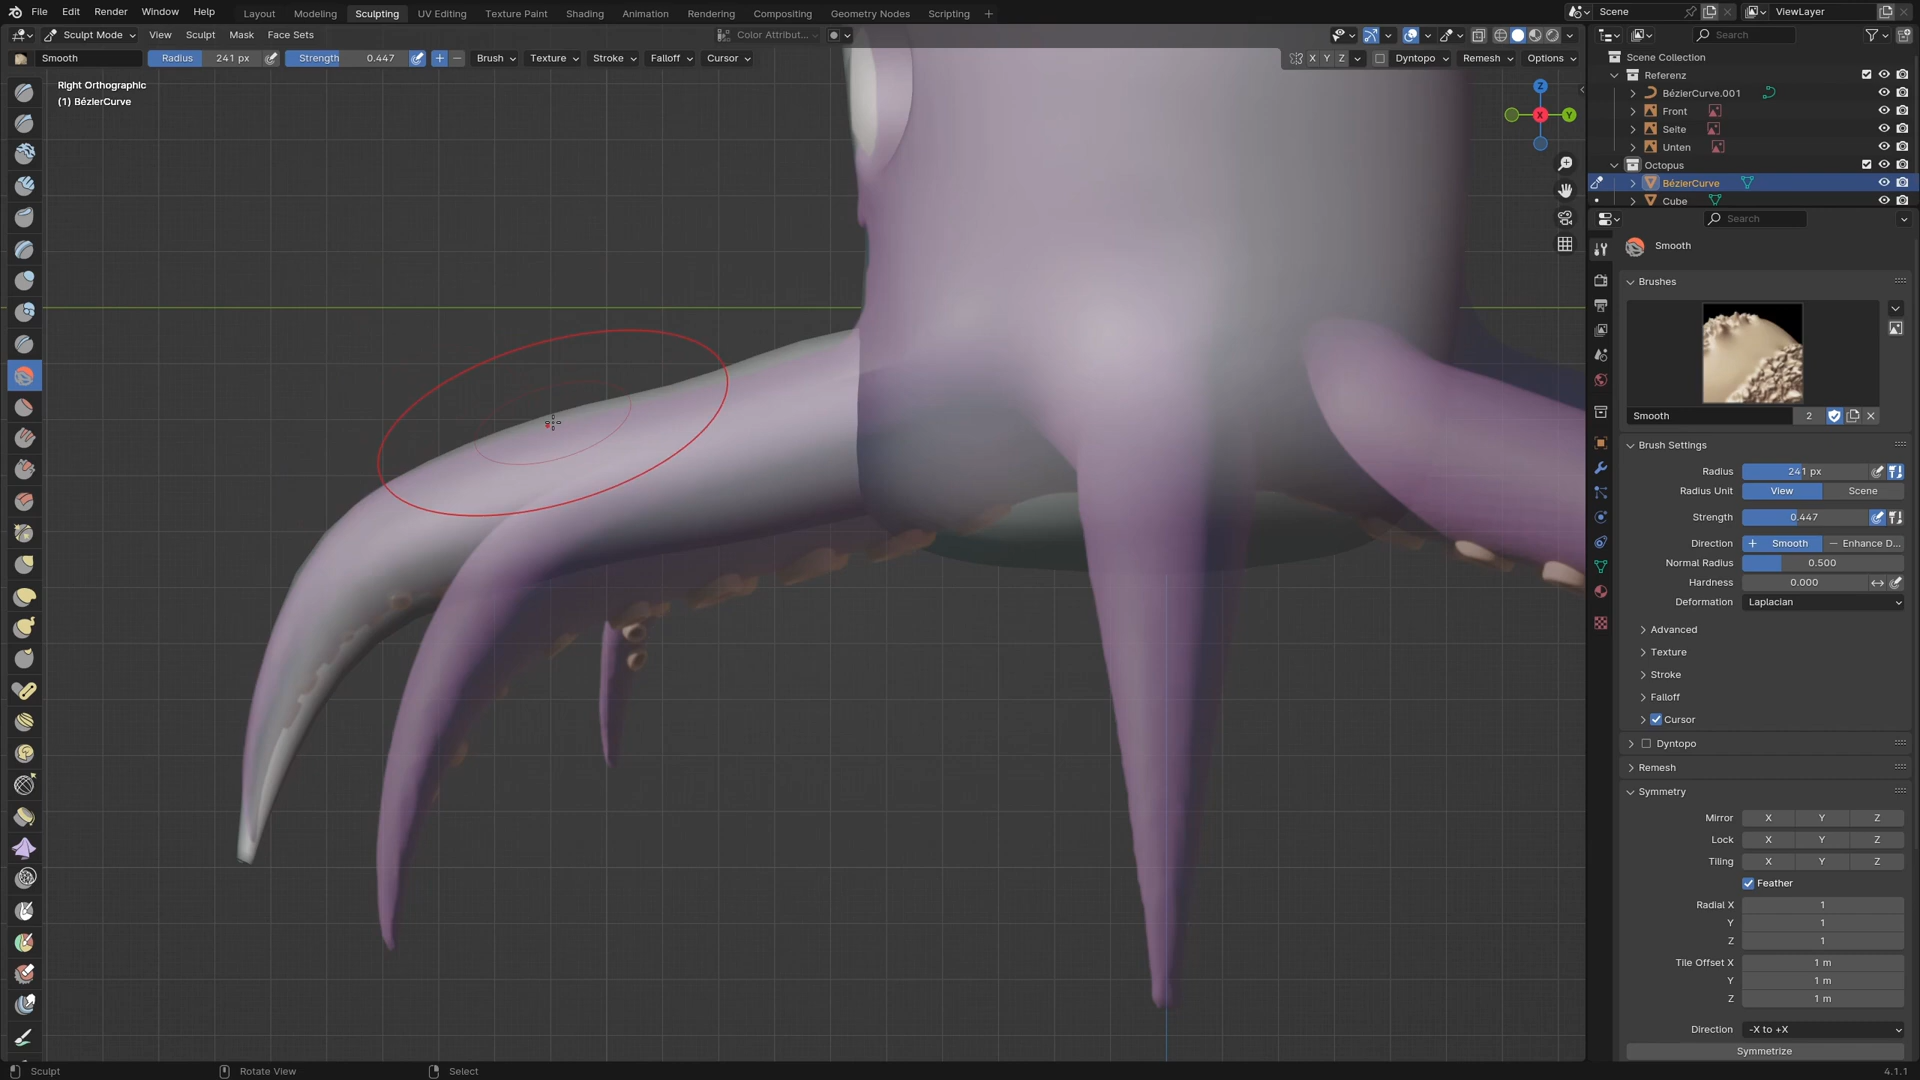 File Edit Render Window Help Layout Modeling Sculpting UV Editing Texture Paint Shading Animation Rendering Compositing Geometry Nodes Scripting + Scene ViewLayer
Sculpt Mode View Sculpt Mask Face Sets Color Attribut... Search
Smooth Radius 241 px Strength 0.447 + − Brush Texture Stroke Falloff Cursor X Y Z Dyntopo Remesh Options
Right Orthographic
(1) BézierCurve
Z
X
Y
Scene Collection
Referenz
BézierCurve.001
Front
Seite
Unten
Octopus
BézierCurve
Cube
Search
Smooth
Brushes
Smooth 2
Brush Settings
Radius 241 px
Radius Unit View Scene
Strength 0.447
Direction + Smooth − Enhance D...
Normal Radius 0.500
Hardness 0.000
Deformation Laplacian
Advanced
Texture
Stroke
Falloff
Cursor
Dyntopo
Remesh
Symmetry
Mirror X Y Z
Lock X Y Z
Tiling X Y Z
Feather
Radial X 1
Y 1
Z 1
Tile Offset X 1 m
Y 1 m
Z 1 m
Direction -X to +X
Symmetrize
Sculpt Rotate View Select 4.1.1